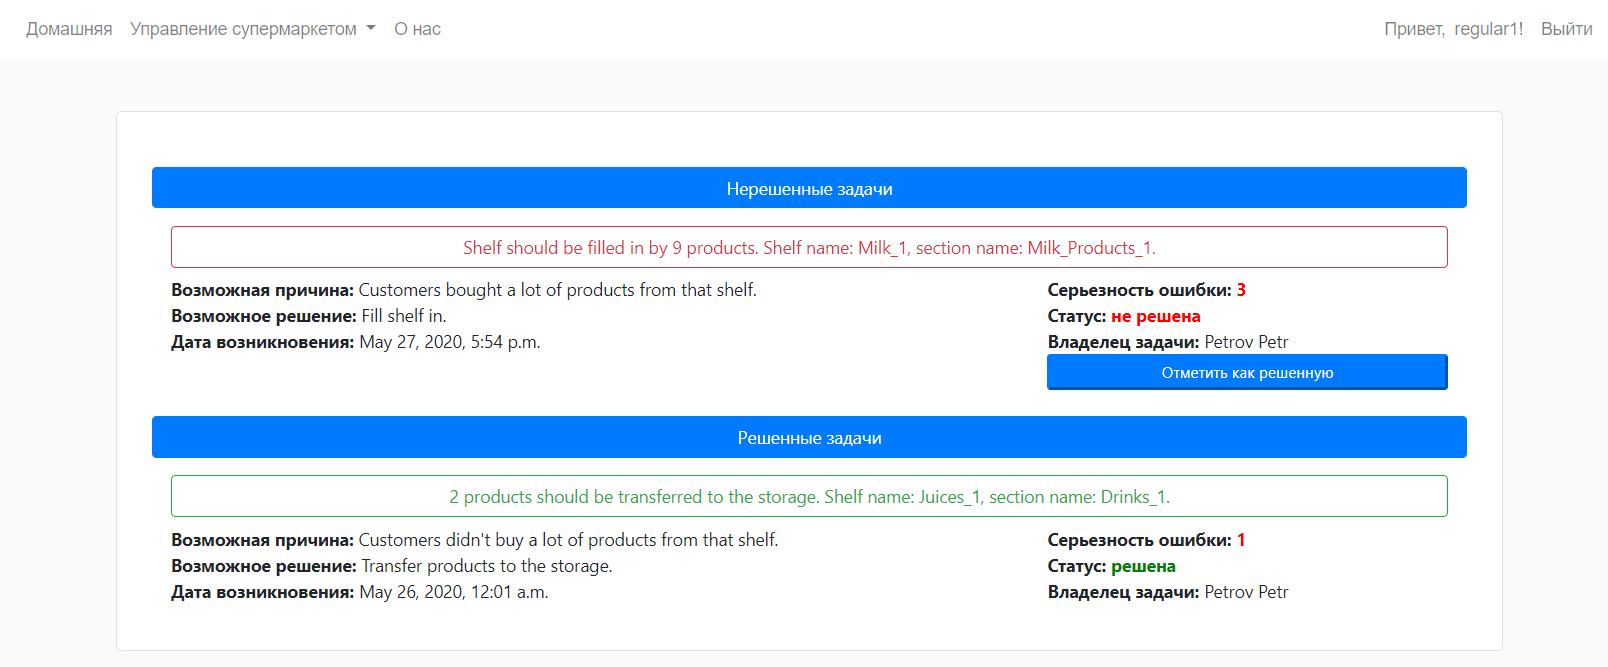 Домашняя Управление супермаркетом О нас Привет, regular1! Выйти
Нерешенные задачи
Shelf should be filled in by 9 products. Shelf name: Milk_1, section name: Milk_Products_1.
Возможная причина: Customers bought a lot of products from that shelf.
Возможное решение: Fill shelf in.
Дата возникновения: May 27, 2020, 5:54 p.m.
Серьезность ошибки: 3
Статус: не решена
Владелец задачи: Petrov Petr
Отметить как решенную
Решенные задачи
2 products should be transferred to the storage. Shelf name: Juices_1, section name: Drinks_1.
Возможная причина: Customers didn't buy a lot of products from that shelf.
Возможное решение: Transfer products to the storage.
Дата возникновения: May 26, 2020, 12:01 a.m.
Серьезность ошибки: 1
Статус: решена
Владелец задачи: Petrov Petr